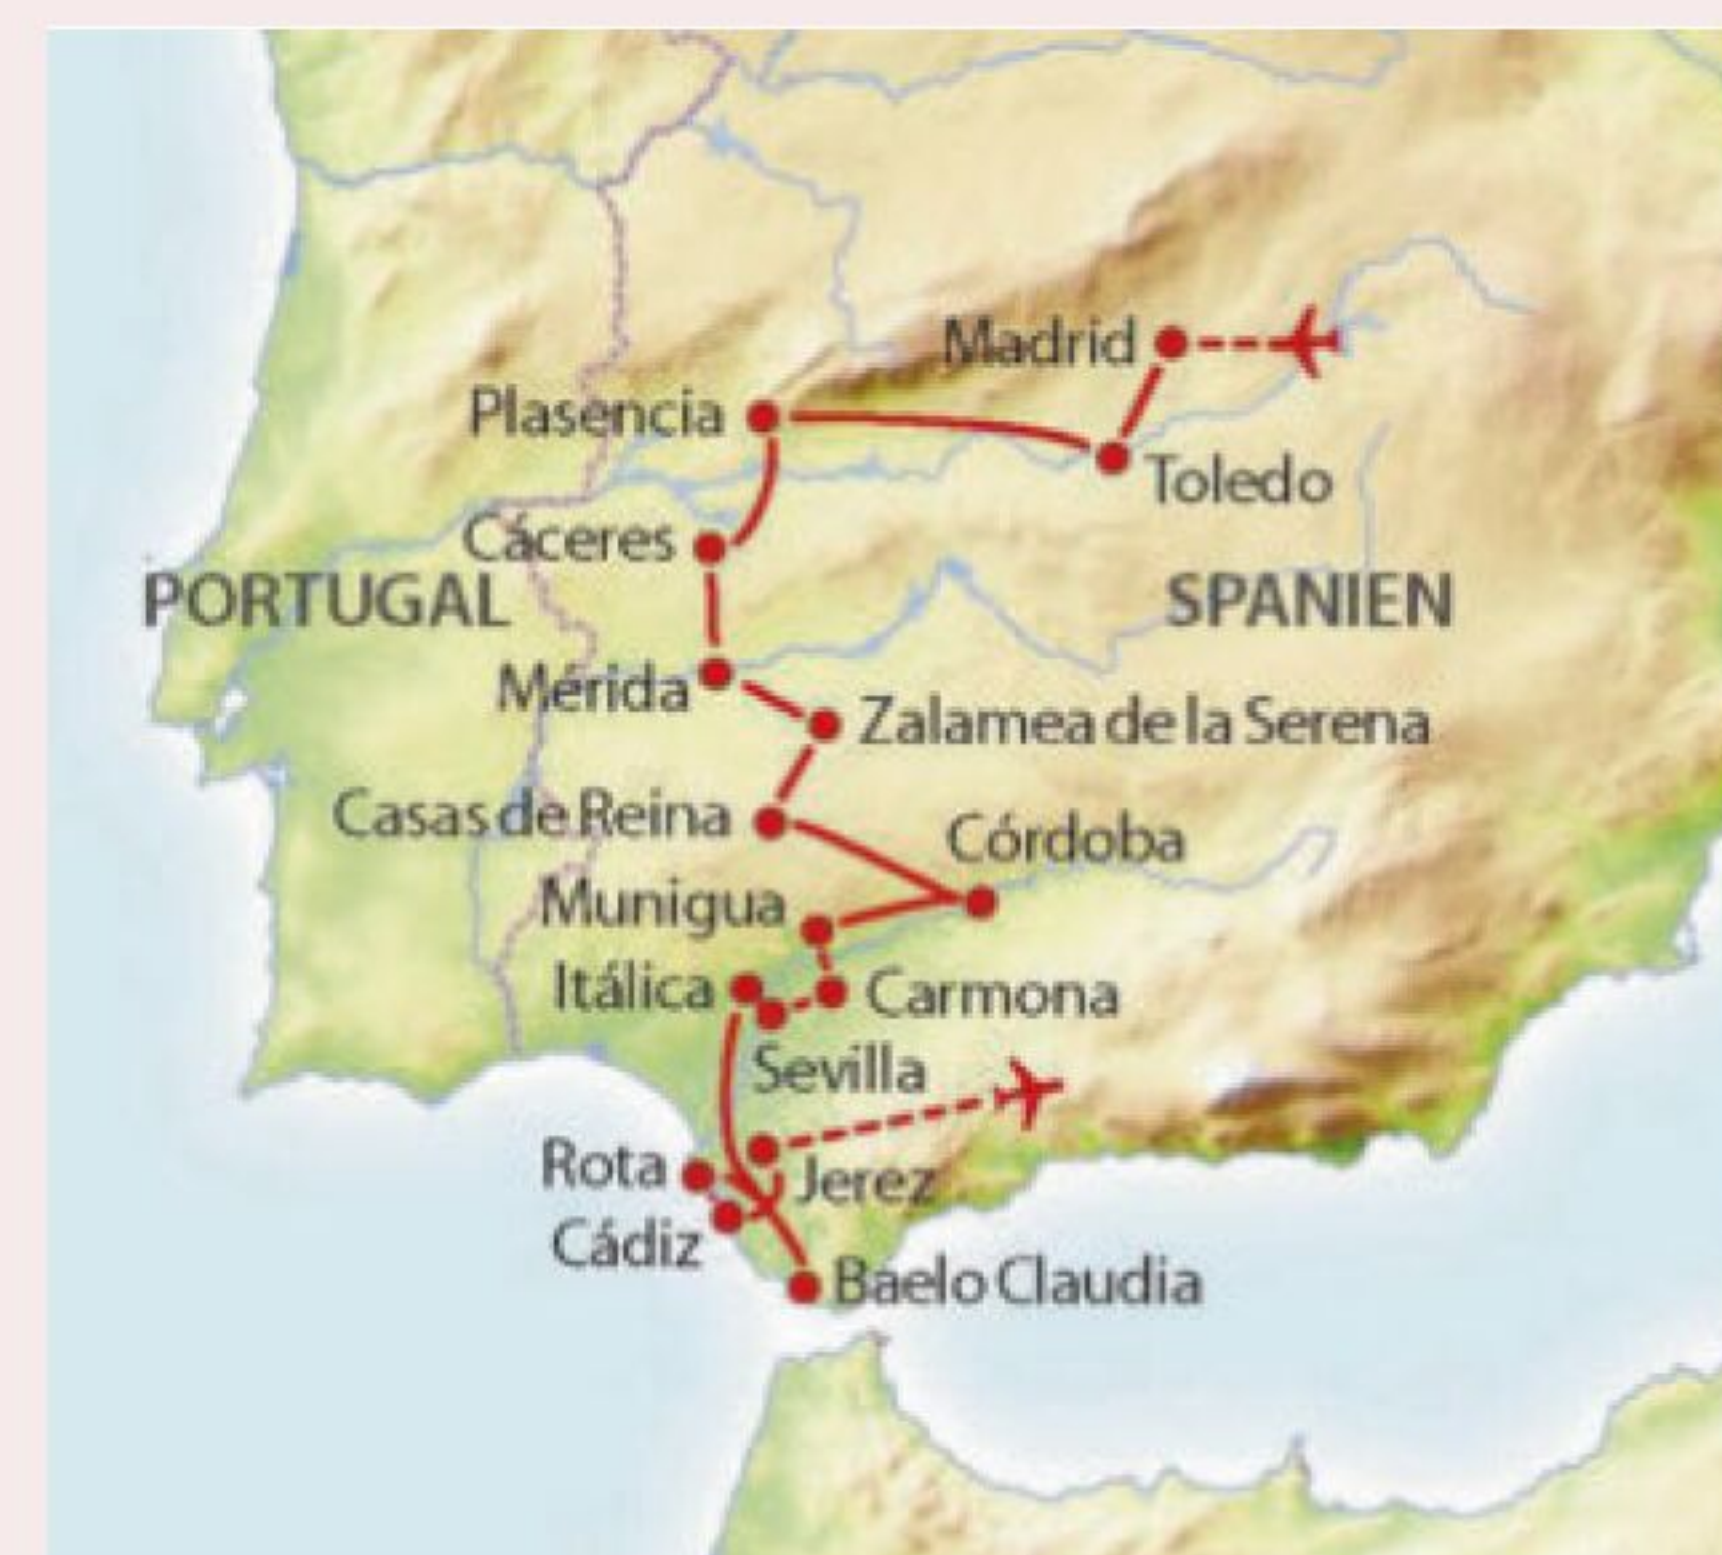 Madrid
Plasencia
Toledo
Cáceres
PORTUGAL
SPANIEN
Mérida
Zalamea de la Serena
Casas de Reina
Córdoba
Munigua
Itálica
Carmona
Sevilla
Rota
Jerez
Cádiz
Baelo Claudia